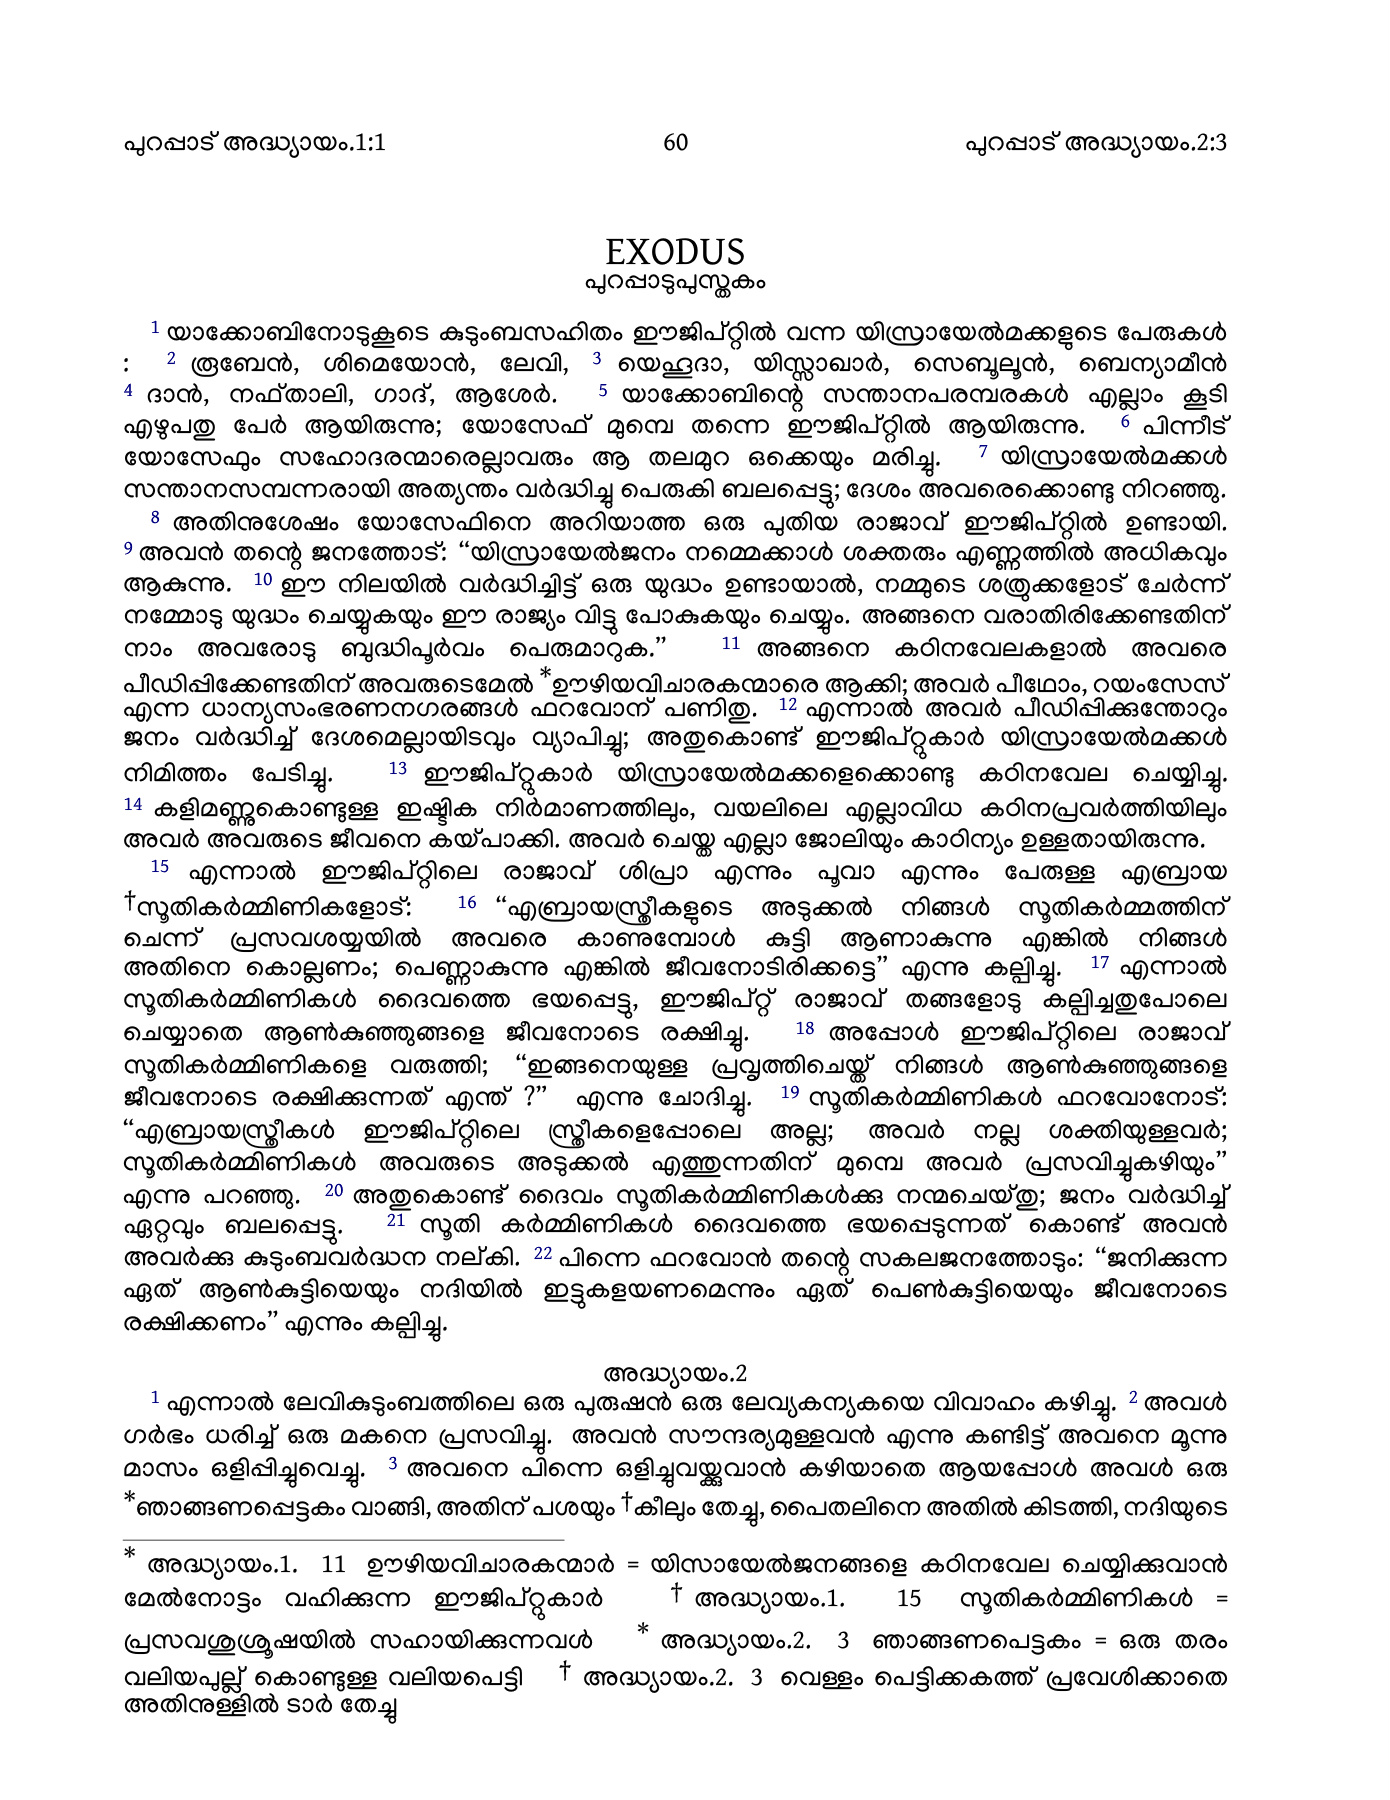 പുറപ്പാട് അദ്ധ്യായം.1:1 60 പുറപ്പാട് അദ്ധ്യായം.2:3
EXODUS
പുറപ്പാടുപുസ്തകം
1 യാക്കോബിനോടുകൂടെ കുടുംബസഹിതം ഈജിപ്റ്റിൽ വന്ന യിസ്രായേൽമക്കളുടെ പേരുകൾ
: 2 രൂബേൻ, ശിമെയോൻ, ലേവി, 3 യെഹൂദാ, യിസ്സാഖാർ, സെബൂലൂൻ, ബെന്യാമീൻ
4 ദാൻ, നഫ്താലി, ഗാദ്, ആശേർ. 5 യാക്കോബിന്റെ സന്താനപരമ്പരകൾ എല്ലാം കൂടി
എഴുപതു പേർ ആയിരുന്നു; യോസേഫ് മുമ്പെ തന്നെ ഈജിപ്റ്റിൽ ആയിരുന്നു. 6 പിന്നീട്
യോസേഫും സഹോദരന്മാരെല്ലാവരും ആ തലമുറ ഒക്കെയും മരിച്ചു. 7 യിസ്രായേൽമക്കൾ
സന്താനസമ്പന്നരായി അത്യന്തം വർദ്ധിച്ചു പെരുകി ബലപ്പെട്ടു; ദേശം അവരെക്കൊണ്ടു നിറഞ്ഞു.
8 അതിനുശേഷം യോസേഫിനെ അറിയാത്ത ഒരു പുതിയ രാജാവ് ഈജിപ്റ്റിൽ ഉണ്ടായി.
9 അവൻ തന്റെ ജനത്തോട്: “യിസ്രായേൽജനം നമ്മെക്കാൾ ശക്തരും എണ്ണത്തിൽ അധികവും
ആകുന്നു. 10 ഈ നിലയിൽ വർദ്ധിച്ചിട്ട് ഒരു യുദ്ധം ഉണ്ടായാൽ, നമ്മുടെ ശത്രുക്കളോട് ചേർന്ന്
നമ്മോടു യുദ്ധം ചെയ്യുകയും ഈ രാജ്യം വിട്ടു പോകുകയും ചെയ്യും. അങ്ങനെ വരാതിരിക്കേണ്ടതിന്
നാം അവരോടു ബുദ്ധിപൂർവം പെരുമാറുക.” 11 അങ്ങനെ കഠിനവേലകളാൽ അവരെ
പീഡിപ്പിക്കേണ്ടതിന് അവരുടെമേൽ *ഊഴിയവിചാരകന്മാരെ ആക്കി; അവർ പീഥോം, റയംസേസ്
എന്ന ധാന്യസംഭരണനഗരങ്ങൾ ഫറവോന് പണിതു. 12 എന്നാൽ അവർ പീഡിപ്പിക്കുന്തോറും
ജനം വർദ്ധിച്ച് ദേശമെല്ലായിടവും വ്യാപിച്ചു; അതുകൊണ്ട് ഈജിപ്റ്റുകാർ യിസ്രായേൽമക്കൾ
നിമിത്തം പേടിച്ചു. 13 ഈജിപ്റ്റുകാർ യിസ്രായേൽമക്കളെക്കൊണ്ടു കഠിനവേല ചെയ്യിച്ചു.
14 കളിമണ്ണുകൊണ്ടുള്ള ഇഷ്ടിക നിർമാണത്തിലും, വയലിലെ എല്ലാവിധ കഠിനപ്രവർത്തിയിലും
അവർ അവരുടെ ജീവനെ കയ്പാക്കി. അവർ ചെയ്ത എല്ലാ ജോലിയും കാഠിന്യം ഉള്ളതായിരുന്നു.
15 എന്നാൽ ഈജിപ്റ്റിലെ രാജാവ് ശിപ്രാ എന്നും പൂവാ എന്നും പേരുള്ള എബ്രായ
†സൂതികർമ്മിണികളോട്: 16 “എബ്രായസ്ത്രീകളുടെ അടുക്കൽ നിങ്ങൾ സൂതികർമ്മത്തിന്
ചെന്ന് പ്രസവശയ്യയിൽ അവരെ കാണുമ്പോൾ കുട്ടി ആണാകുന്നു എങ്കിൽ നിങ്ങൾ
അതിനെ കൊല്ലണം; പെണ്ണാകുന്നു എങ്കിൽ ജീവനോടിരിക്കട്ടെ” എന്നു കല്പിച്ചു. 17 എന്നാൽ
സൂതികർമ്മിണികൾ ദൈവത്തെ ഭയപ്പെട്ടു, ഈജിപ്റ്റ് രാജാവ് തങ്ങളോടു കല്പിച്ചതുപോലെ
ചെയ്യാതെ ആൺകുഞ്ഞുങ്ങളെ ജീവനോടെ രക്ഷിച്ചു. 18 അപ്പോൾ ഈജിപ്റ്റിലെ രാജാവ്
സൂതികർമ്മിണികളെ വരുത്തി; “ഇങ്ങനെയുള്ള പ്രവൃത്തിചെയ്ത് നിങ്ങൾ ആൺകുഞ്ഞുങ്ങളെ
ജീവനോടെ രക്ഷിക്കുന്നത് എന്ത് ?” എന്നു ചോദിച്ചു. 19 സൂതികർമ്മിണികൾ ഫറവോനോട്:
“എബ്രായസ്ത്രീകൾ ഈജിപ്റ്റിലെ സ്ത്രീകളെപ്പോലെ അല്ല; അവർ നല്ല ശക്തിയുള്ളവർ;
സൂതികർമ്മിണികൾ അവരുടെ അടുക്കൽ എത്തുന്നതിന് മുമ്പെ അവർ പ്രസവിച്ചുകഴിയും”
എന്നു പറഞ്ഞു. 20 അതുകൊണ്ട് ദൈവം സൂതികർമ്മിണികൾക്കു നന്മചെയ്തു; ജനം വർദ്ധിച്ച്
ഏറ്റവും ബലപ്പെട്ടു. 21 സൂതി കർമ്മിണികൾ ദൈവത്തെ ഭയപ്പെടുന്നത് കൊണ്ട് അവൻ
അവർക്കു കുടുംബവർദ്ധന നല്കി. 22 പിന്നെ ഫറവോൻ തന്റെ സകലജനത്തോടും: “ജനിക്കുന്ന
ഏത് ആൺകുട്ടിയെയും നദിയിൽ ഇട്ടുകളയണമെന്നും ഏത് പെൺകുട്ടിയെയും ജീവനോടെ
രക്ഷിക്കണം” എന്നും കല്പിച്ചു.
അദ്ധ്യായം.2
1 എന്നാൽ ലേവികുടുംബത്തിലെ ഒരു പുരുഷൻ ഒരു ലേവ്യകന്യകയെ വിവാഹം കഴിച്ചു. 2 അവൾ
ഗർഭം ധരിച്ച് ഒരു മകനെ പ്രസവിച്ചു. അവൻ സൗന്ദര്യമുള്ളവൻ എന്നു കണ്ടിട്ട് അവനെ മൂന്നു
മാസം ഒളിപ്പിച്ചുവെച്ചു. 3 അവനെ പിന്നെ ഒളിച്ചുവയ്ക്കുവാൻ കഴിയാതെ ആയപ്പോൾ അവൾ ഒരു
*ഞാങ്ങണപ്പെട്ടകം വാങ്ങി, അതിന് പശയും †കീലും തേച്ചു, പൈതലിനെ അതിൽ കിടത്തി, നദിയുടെ
* അദ്ധ്യായം.1. 11 ഊഴിയവിചാരകന്മാർ = യിസായേൽജനങ്ങളെ കഠിനവേല ചെയ്യിക്കുവാൻ
മേൽനോട്ടം വഹിക്കുന്ന ഈജിപ്റ്റുകാർ † അദ്ധ്യായം.1. 15 സൂതികർമ്മിണികൾ =
പ്രസവശുശ്രൂഷയിൽ സഹായിക്കുന്നവൾ * അദ്ധ്യായം.2. 3 ഞാങ്ങണപെട്ടകം = ഒരു തരം
വലിയപുല്ല് കൊണ്ടുള്ള വലിയപെട്ടി † അദ്ധ്യായം.2. 3 വെള്ളം പെട്ടിക്കകത്ത് പ്രവേശിക്കാതെ
അതിനുള്ളിൽ ടാർ തേച്ചു